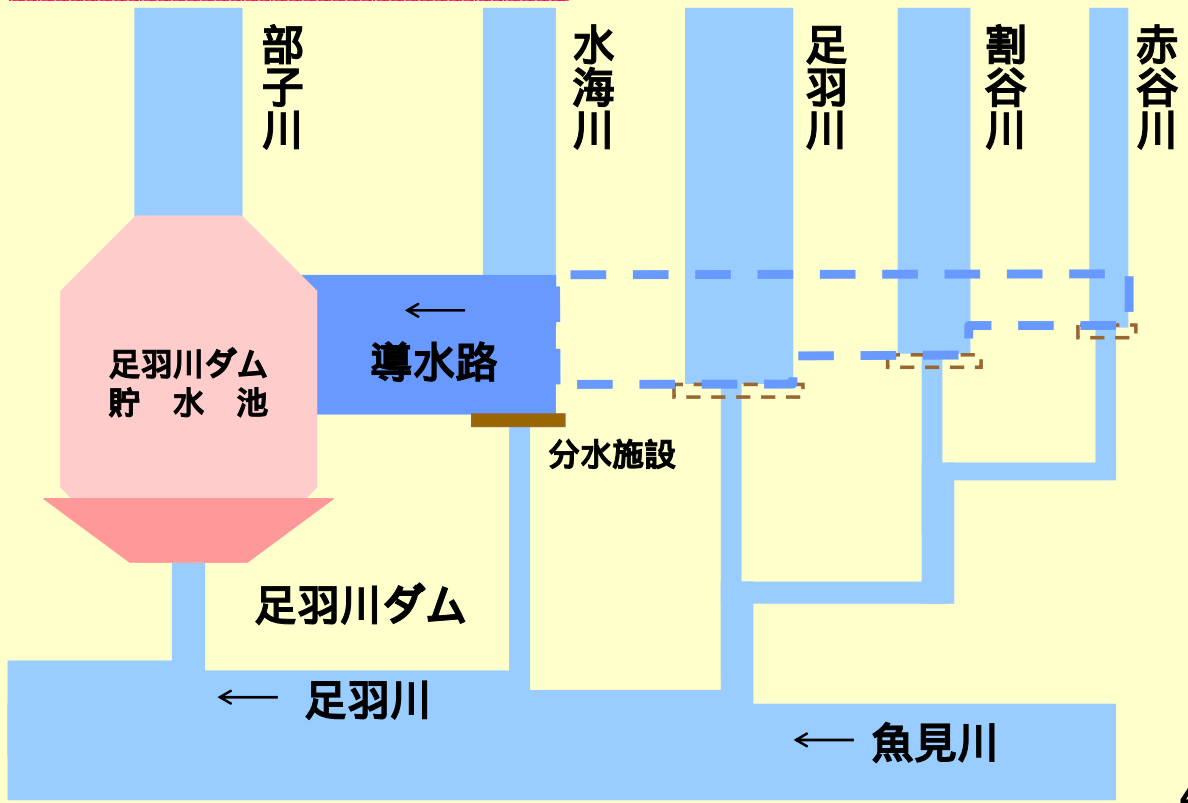 部子川
水海川
足羽川
割谷川
赤谷川
導水路
足羽川ダム
貯 水 池
分水施設
足羽川ダム
足羽川
魚見川